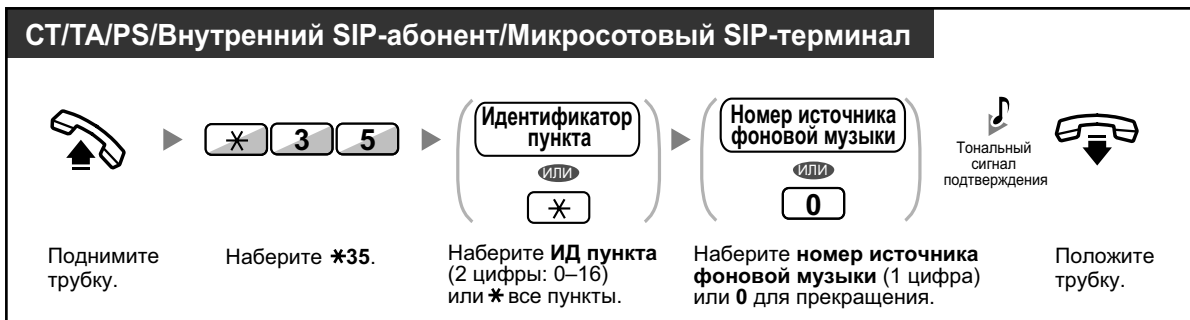 СТ/ТА/PS/Внутренний SIP-абонент/Микросотовый SIP-терминал
* 3 5
Идентификатор
пункта
или
*
Номер источника
фоновой музыки
или
0
Тональный
сигнал
подтверждения
Поднимите
трубку.
Наберите *35.
Наберите ИД пункта
(2 цифры: 0–16)
или * все пункты.
Наберите номер источника
фоновой музыки (1 цифра)
или 0 для прекращения.
Положите
трубку.